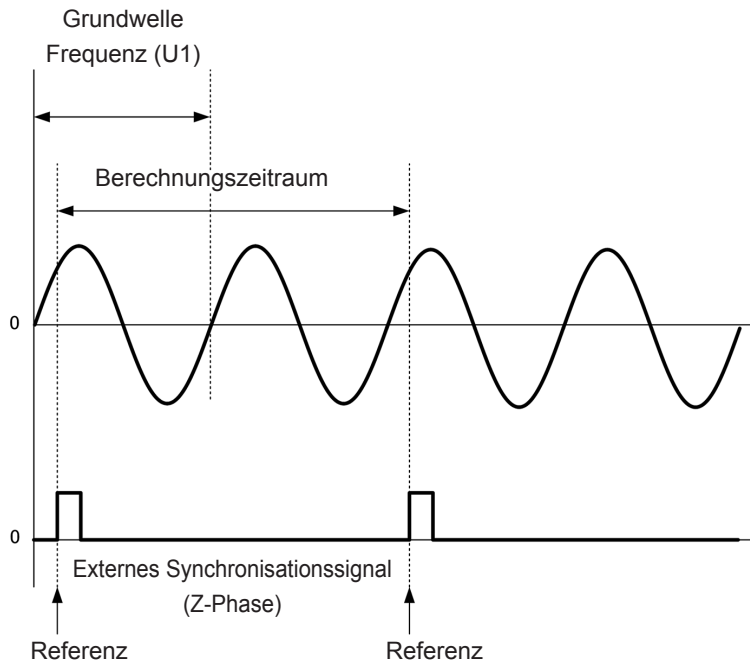 Grundwelle
Frequenz (U1)
Berechnungszeitraum
0
0
Externes Synchronisationssignal
(Z-Phase)
Referenz
Referenz